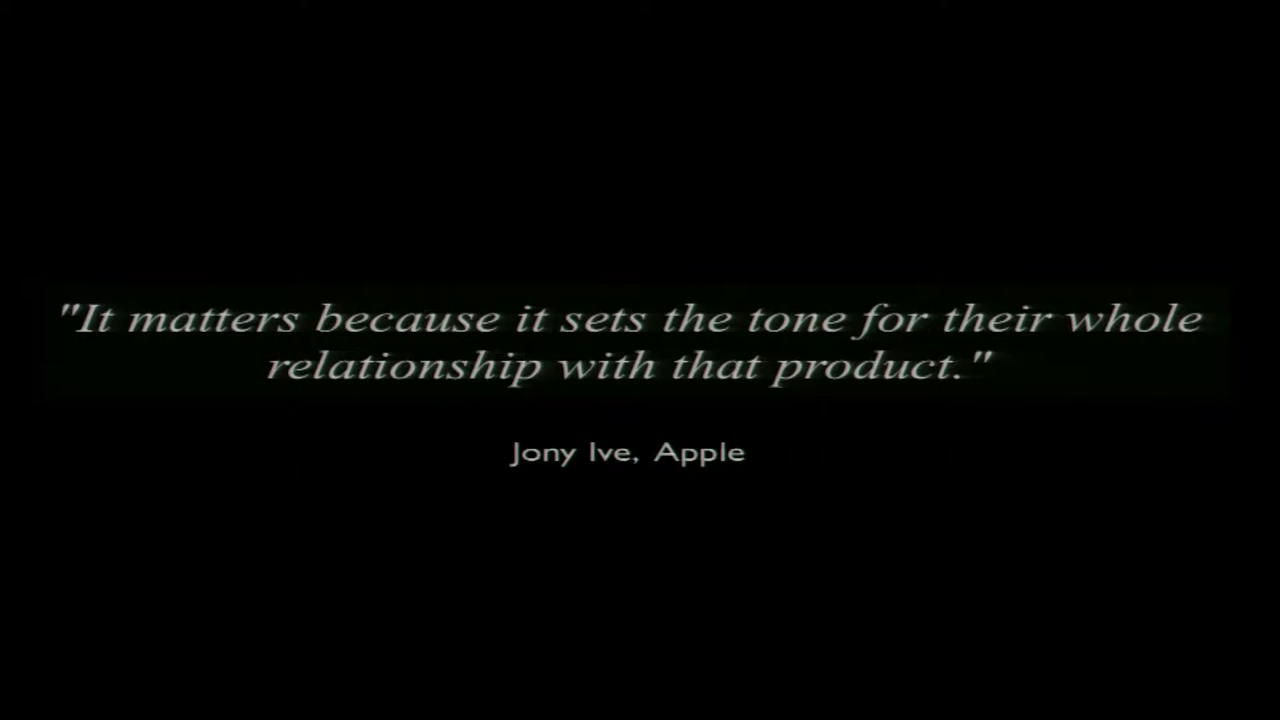 "It matters because it sets the tone for their whole
relationship with that product."
Jony Ive, Apple